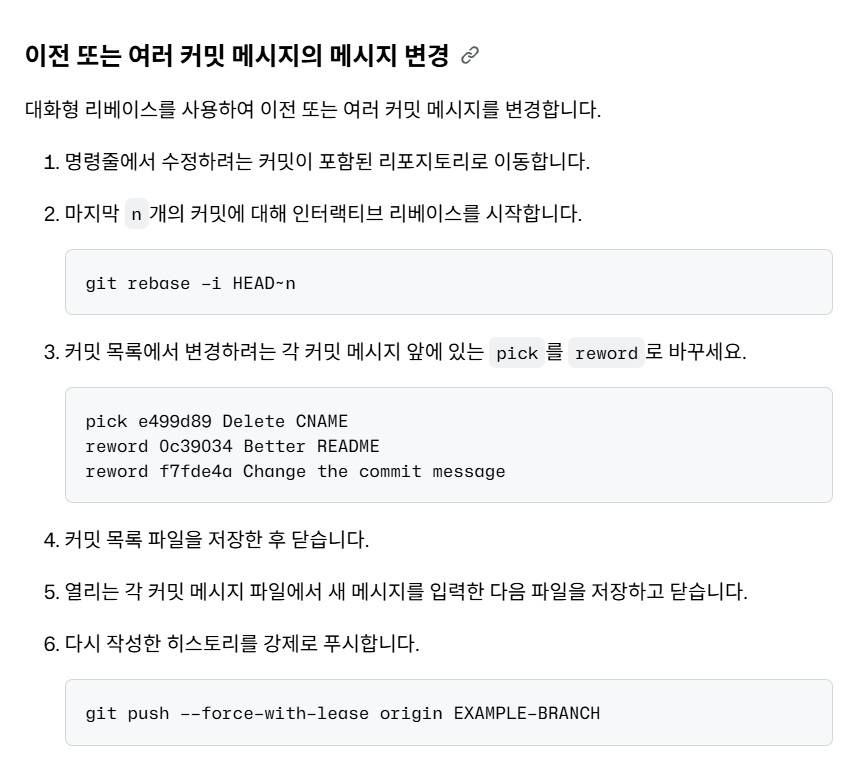 이전 또는 여러 커밋 메시지의 메시지 변경
대화형 리베이스를 사용하여 이전 또는 여러 커밋 메시지를 변경합니다.
1. 명령줄에서 수정하려는 커밋이 포함된 리포지토리로 이동합니다.
2. 마지막 n개의 커밋에 대해 인터랙티브 리베이스를 시작합니다.
git rebase -i HEAD~n
3. 커밋 목록에서 변경하려는 각 커밋 메시지 앞에 있는 pick를 reword로 바꾸세요.
pick e499d89 Delete CNAME
reword 0c39034 Better README
reword f7fde4a Change the commit message
4. 커밋 목록 파일을 저장한 후 닫습니다.
5. 열리는 각 커밋 메시지 파일에서 새 메시지를 입력한 다음 파일을 저장하고 닫습니다.
6. 다시 작성한 히스토리를 강제로 푸시합니다.
git push --force-with-lease origin EXAMPLE-BRANCH